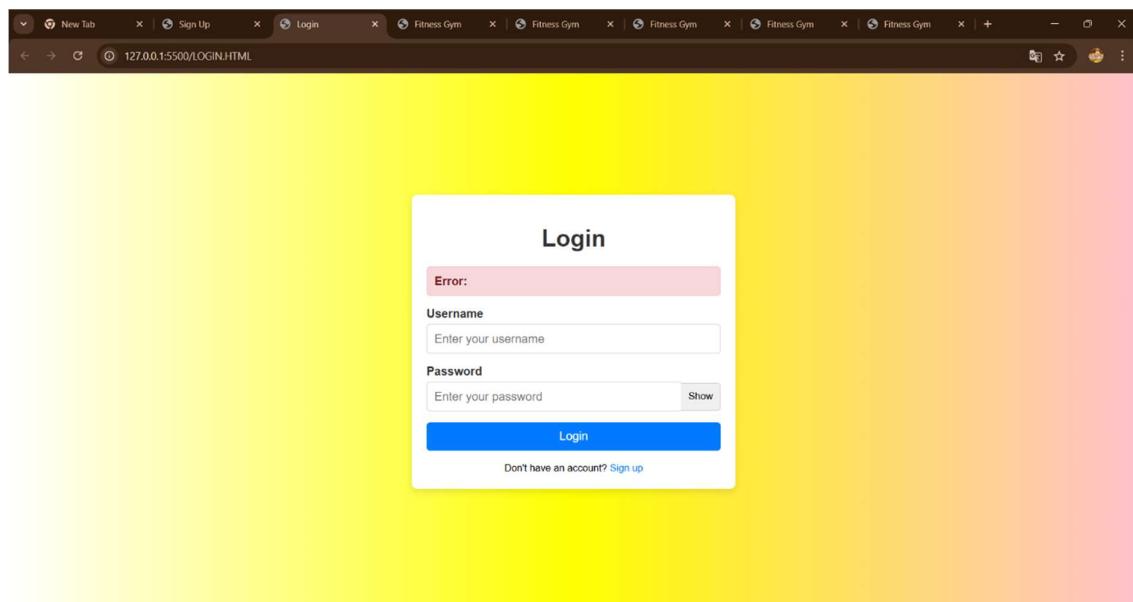 New Tab
Sign Up
Login
Fitness Gym
Fitness Gym
Fitness Gym
Fitness Gym
Fitness Gym
127.0.0.1:5500/LOGIN.HTML
Login
Error:
Username
Enter your username
Password
Enter your password
Show
Login
Don't have an account? Sign up